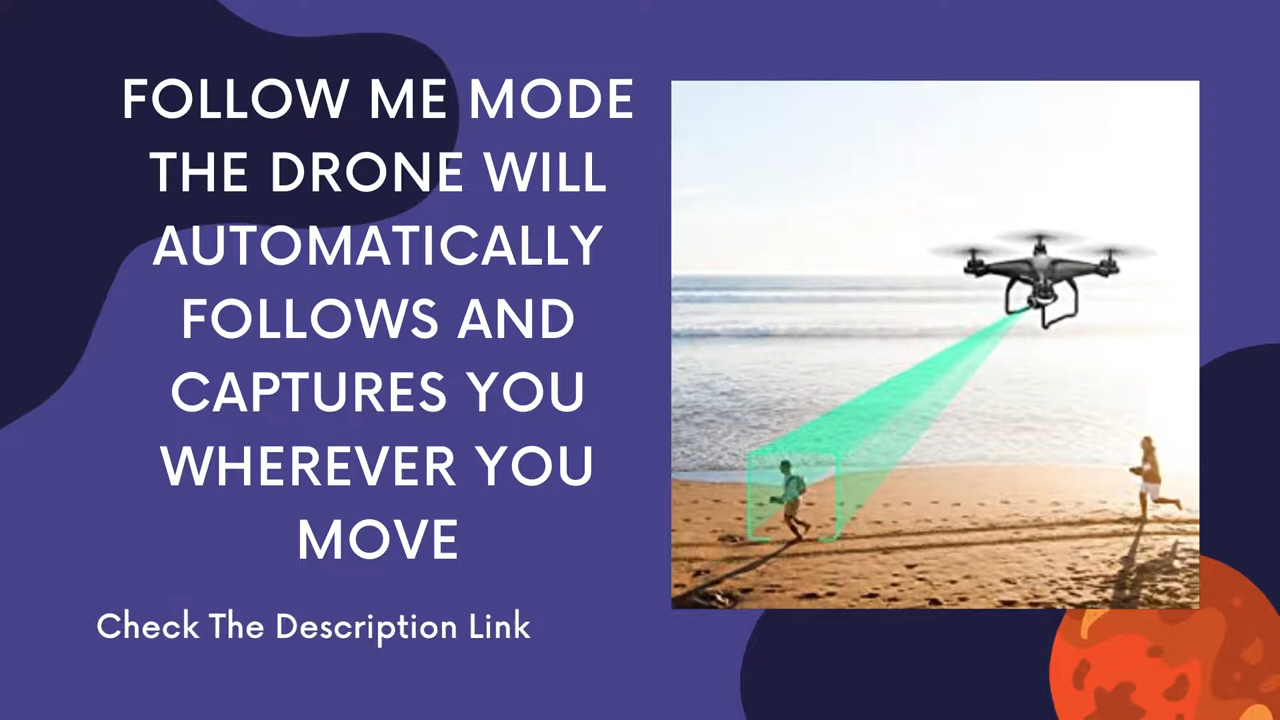 FOLLOW ME MODE
THE DRONE WILL
AUTOMATICALLY
FOLLOWS AND
CAPTURES YOU
WHEREVER YOU
MOVE
Check The Description Link